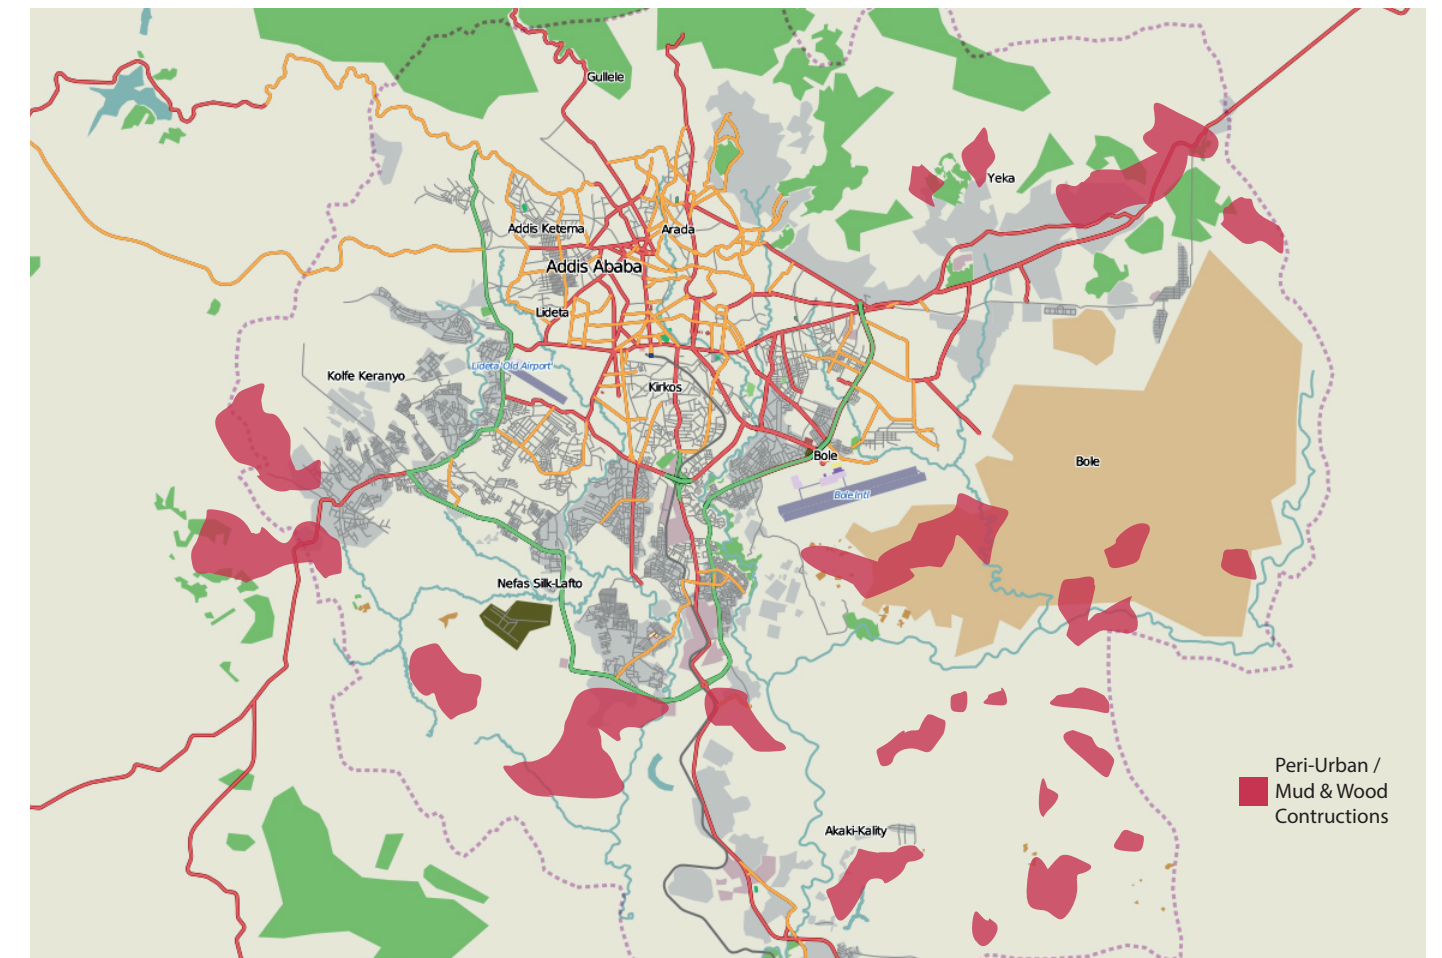 Gullele
Yeka
Addis Ketema
Arada
Addis Ababa
Lideta
Lideta 'Old Airport'
Kolfe Keranyo
Kirkos
Bole
Bole
Bole Intl
Nefas Silk-Lafto
Peri-Urban /
Mud & Wood
Contructions
Akaki-Kality